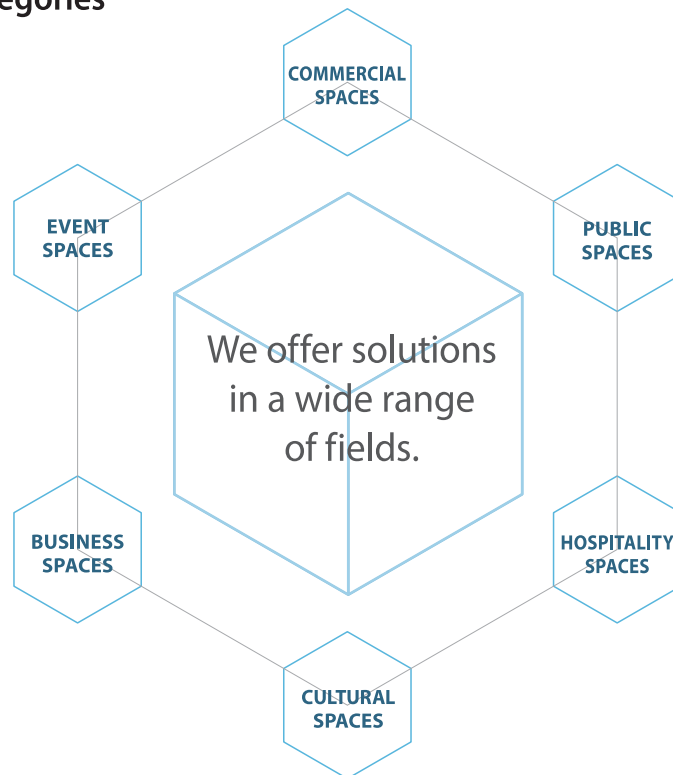 egories
COMMERCIAL
SPACES
EVENT
SPACES
PUBLIC
SPACES
We offer solutions
in a wide range
of fields.
BUSINESS
SPACES
HOSPITALITY
SPACES
CULTURAL
SPACES